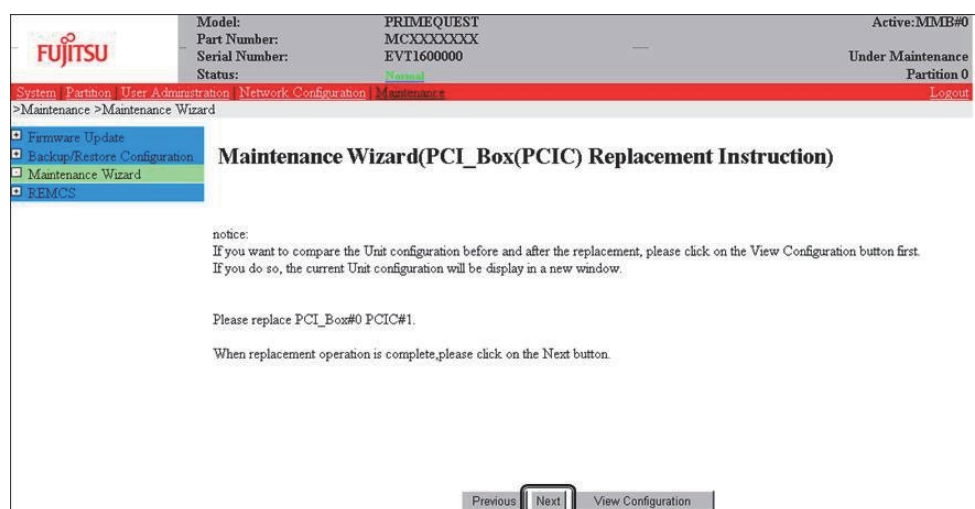 FUJITSU
Model: PRIMEQUEST Active:MMB#0
Part Number: MCXXXXXXX
Serial Number: EVT1600000 Under Maintenance
Status: Normal Partition 0
System | Partition | User Administration | Network Configuration | Maintenance Logout
>Maintenance >Maintenance Wizard
Firmware Update
Backup/Restore Configuration
Maintenance Wizard
REMCS
Maintenance Wizard(PCI_Box(PCIC) Replacement Instruction)
notice:
If you want to compare the Unit configuration before and after the replacement, please click on the View Configuration button first.
If you do so, the current Unit configuration will be display in a new window.
Please replace PCI_Box#0 PCIC#1.
When replacement operation is complete,please click on the Next button.
Previous Next View Configuration